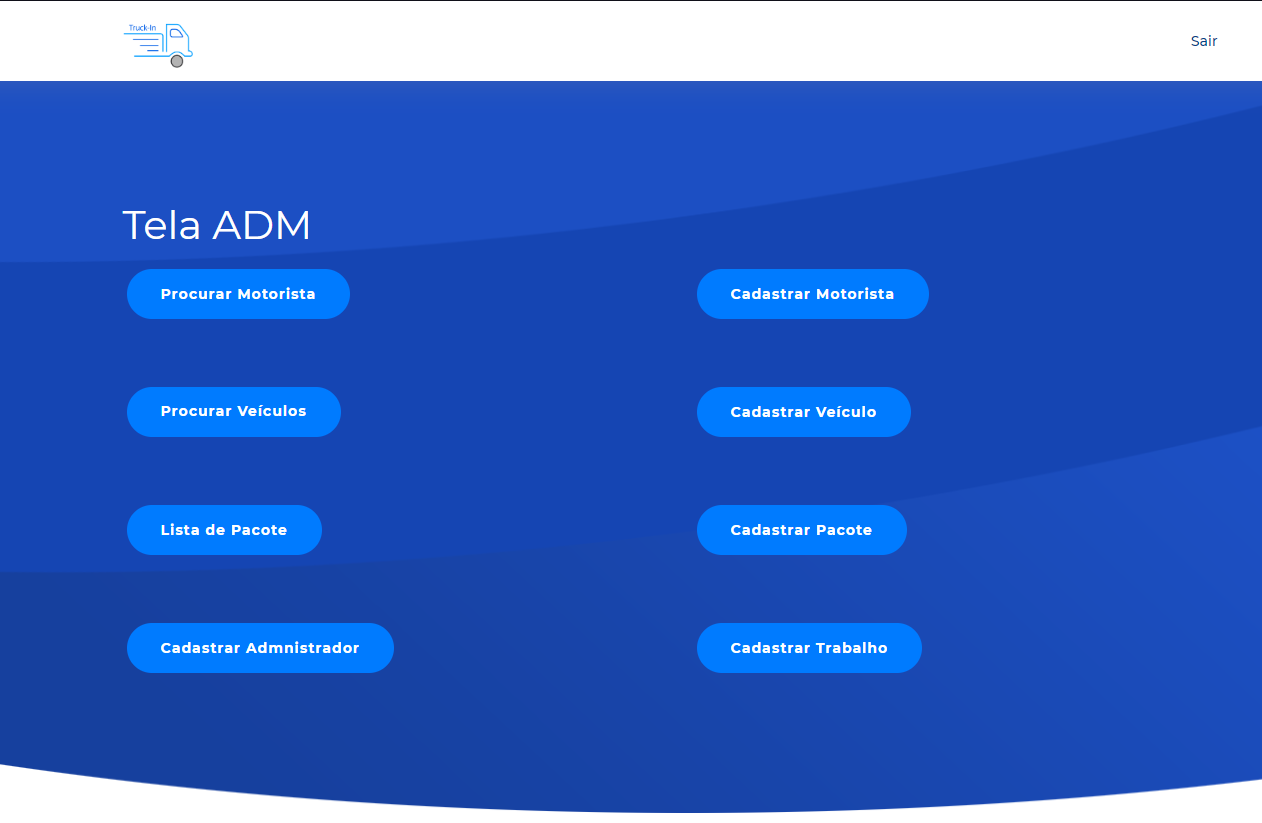 Truck-In
Sair
Tela ADM
Procurar Motorista
Cadastrar Motorista
Procurar Veículos
Cadastrar Veículo
Lista de Pacote
Cadastrar Pacote
Cadastrar Admnistrador
Cadastrar Trabalho